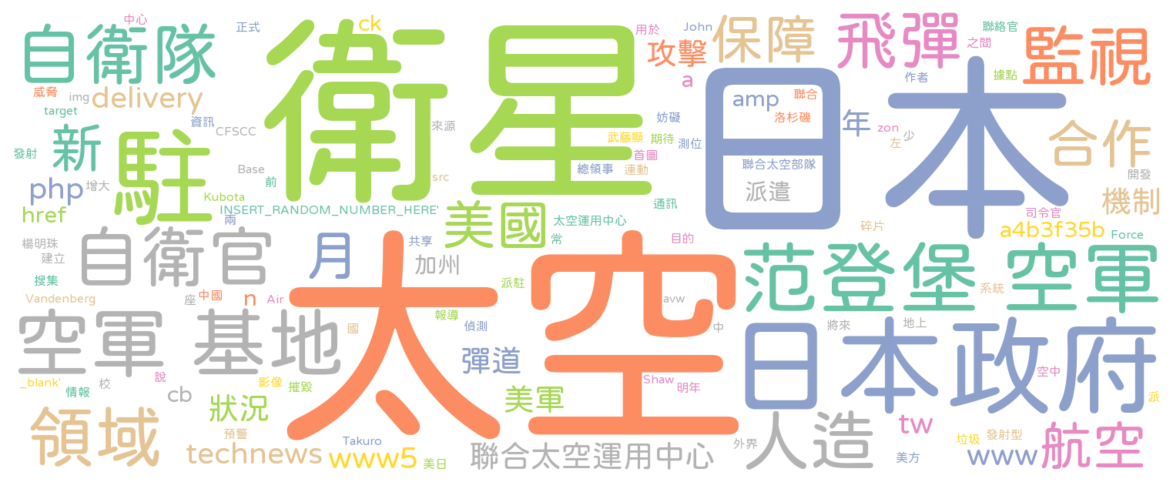 中心
正式
ck
用於
John
保障
飛彈
聯絡官
自衛隊
衛星
攻擊
之間
監視
威脅
img
delivery
a
日本
作者
據點
target
資訊
CFSCC
來源
妨礙
amp
聯合
洛杉磯
年
zon
左
少
合作
發射
新
駐
武藤顯
期待
測位
首圖
運動
總領事
聯合太空部隊
派遣
開發
php
增大
Base
前
src
機制
href
Kubota
兩
INSERT_RANDOM_NUMBER_HERE'
美國
通訊
太空運用中心
司令官
碎片
a4b3f35b
Force
楊明珠
建立
自衛官
月
共享
常
目的
范登堡
空軍
搜集
加州
派駐
系統
Vandenberg
座
中國
n
Air
太空
avw
空軍
基地
國
報導
偵測
中
將來
地上
日本政府
彈道
_blank'
情報
校
說
影像
摧毀
Shaw
明年
空中
cb
狀況
美軍
派
領域
預警
人造
tw
technews
Takuro
www5
美日
聯合太空運用中心
外界
美方
垃圾
發射型
www
航空